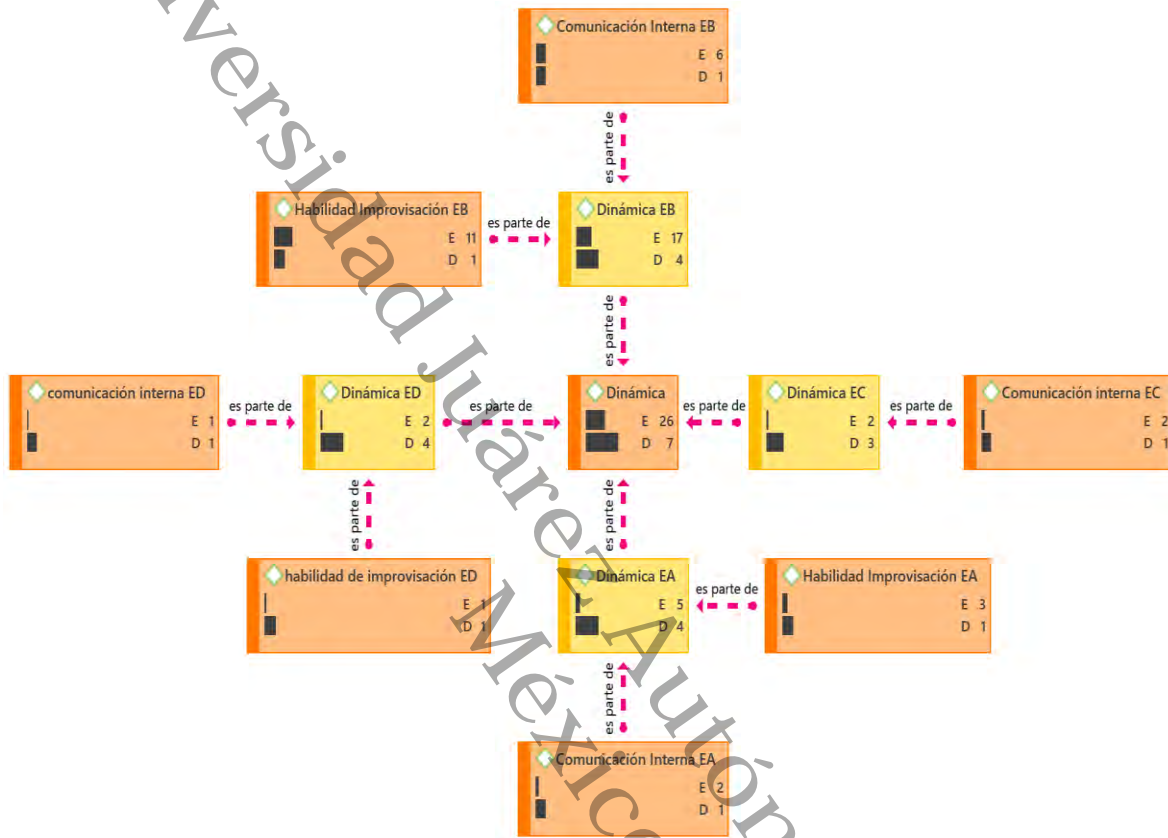 Comunicación Interna EB
E 6
D 1
es parte de
Habilidad Improvisación EB
E 11
D 1
es parte de
Dinámica EB
E 17
D 4
es parte de
comunicación interna ED
E 1
D 1
es parte de
Dinámica ED
E 2
D 4
es parte de
Dinámica
E 26
D 7
es parte de
Dinámica EC
E 2
D 3
es parte de
Comunicación interna EC
E 2
D 1
es parte de
es parte de
habilidad de improvisación ED
E 1
D 1
Dinámica EA
E 5
D 4
es parte de
Habilidad Improvisación EA
E 3
D 1
es parte de
Comunicación Interna EA
E 2
D 1
versidad Juárez Autón
México